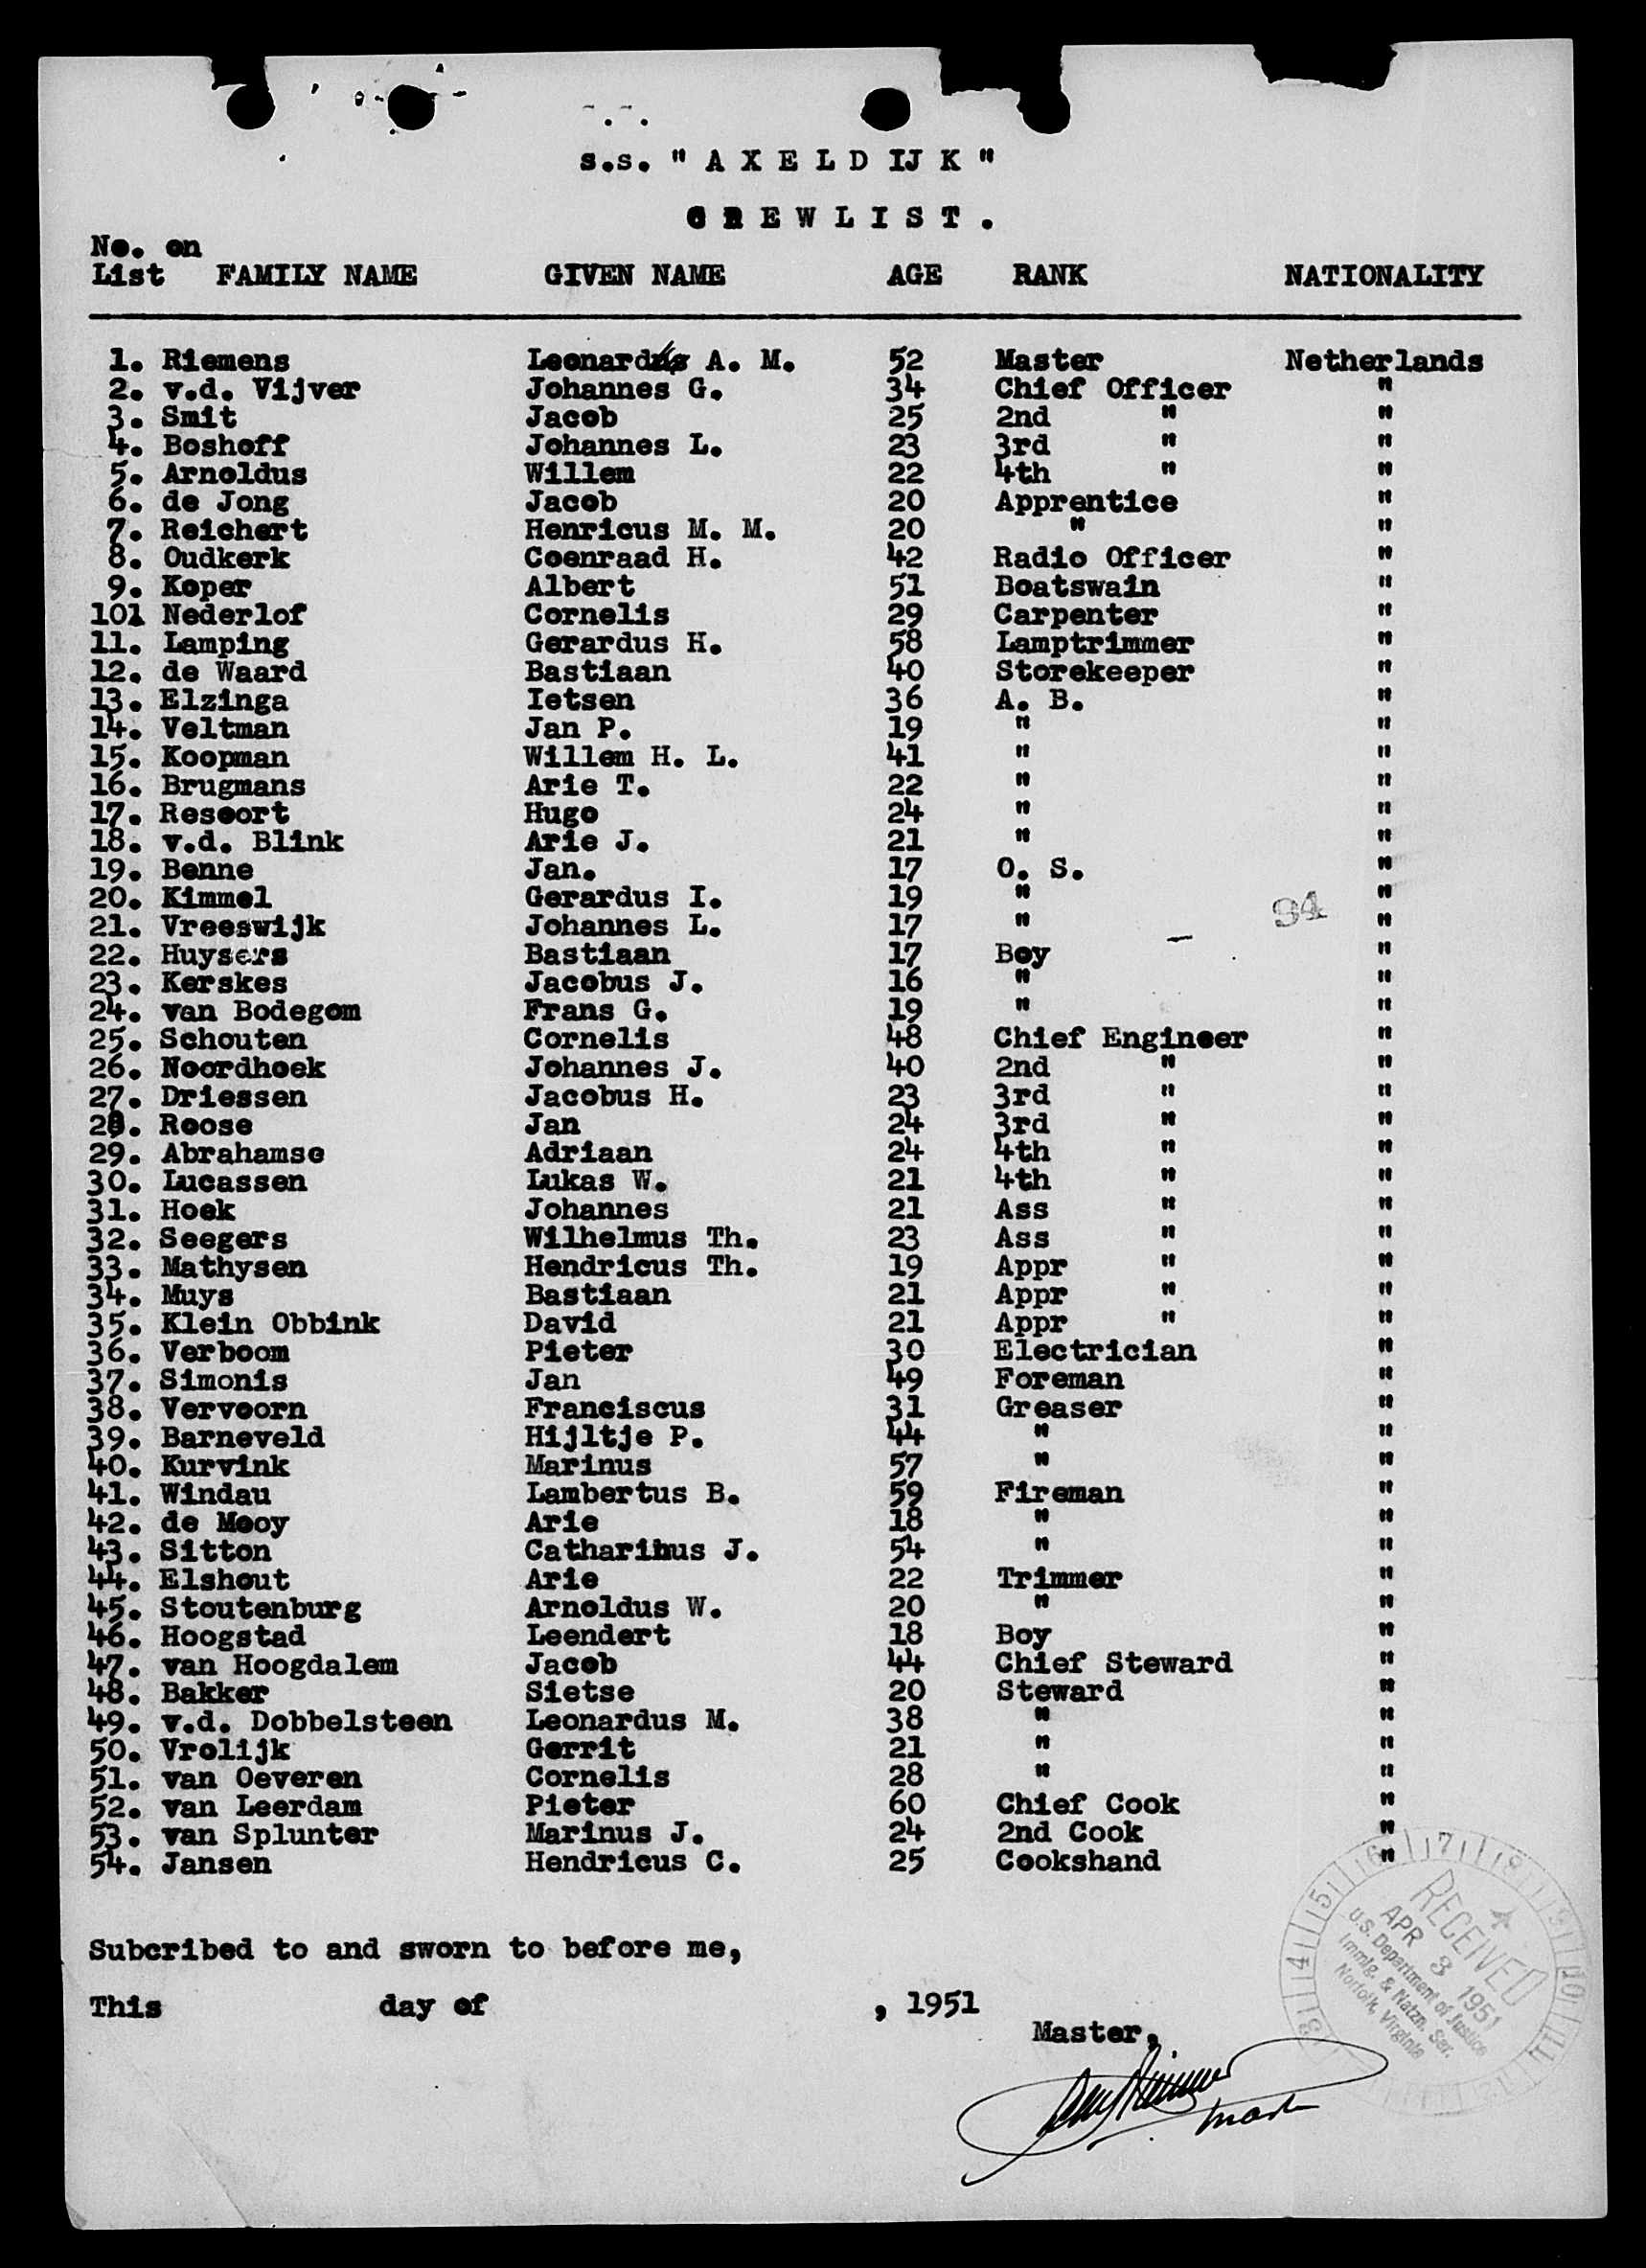 s.s. " A X E L D IJ K "
C R E W L I S T .
No. on
List FAMILY NAME GIVEN NAME AGE RANK NATIONALITY
1. Riemens Leonardus A. M. 52 Master Netherlands
2. v.d. Vijver Johannes G. 34 Chief Officer "
3. Smit Jacob 25 2nd " "
4. Boshoff Johannes L. 23 3rd " "
5. Arnoldus Willem 22 4th " "
6. de Jong Jacob 20 Apprentice "
7. Reichert Henricus M. M. 20 " "
8. Oudkerk Coenraad H. 42 Radio Officer "
9. Koper Albert 51 Boatswain "
101 Nederlof Cornelis 29 Carpenter "
11. Lamping Gerardus H. 58 Lamptrimmer "
12. de Waard Bastiaan 40 Storekeeper "
13. Elzinga Ietsen 36 A. B. "
14. Veltman Jan P. 19 " "
15. Koopman Willem H. L. 41 " "
16. Brugmans Arie T. 22 " "
17. Resoort Hugo 24 " "
18. v.d. Blink Arie J. 21 " "
19. Benne Jan. 17 O. S. "
20. Kimmel Gerardus I. 19 " "
21. Vreeswijk Johannes L. 17 " 94 "
22. Huysers Bastiaan 17 Boy "
23. Kerskes Jacobus J. 16 " "
24. van Bodegom Frans G. 19 " "
25. Schouten Cornelis 48 Chief Engineer "
26. Noordhoek Johannes J. 40 2nd " "
27. Driessen Jacobus H. 23 3rd " "
28. Roose Jan 24 3rd " "
29. Abrahamse Adriaan 24 4th " "
30. Lucassen Lukas W. 21 4th " "
31. Hoek Johannes 21 Ass " "
32. Seegers Wilhelmus Th. 23 Ass " "
33. Mathysen Hendricus Th. 19 Appr " "
34. Muys Bastiaan 21 Appr " "
35. Klein Obbink David 21 Appr " "
36. Verboom Pieter 30 Electrician "
37. Simonis Jan 49 Foreman "
38. Vervoorn Franciscus 31 Greaser "
39. Barneveld Hijltje P. 44 " "
40. Kurvink Marinus 57 " "
41. Windau Lambertus B. 59 Fireman "
42. de Mooy Arie 18 " "
43. Sitton Catharinus J. 54 " "
44. Elshout Arie 22 Trimmer "
45. Stoutenburg Arnoldus W. 20 " "
46. Hoogstad Leendert 18 Boy "
47. van Hoogdalem Jacob 44 Chief Steward "
48. Bakker Sietse 20 Steward "
49. v.d. Dobbelsteen Leonardus M. 38 " "
50. Vrolijk Gerrit 21 " "
51. van Oeveren Cornelis 28 " "
52. van Leerdam Pieter 60 Chief Cook "
53. van Splunter Marinus J. 24 2nd Cook "
54. Jansen Hendricus C. 25 Cookshand "
Subcribed to and sworn to before me,
This day of , 1951
Master,
RECEIVED
APR 3 1951
U.S. Department of Justice
Immig. & Natzn. Ser.
Norfolk, Virginia